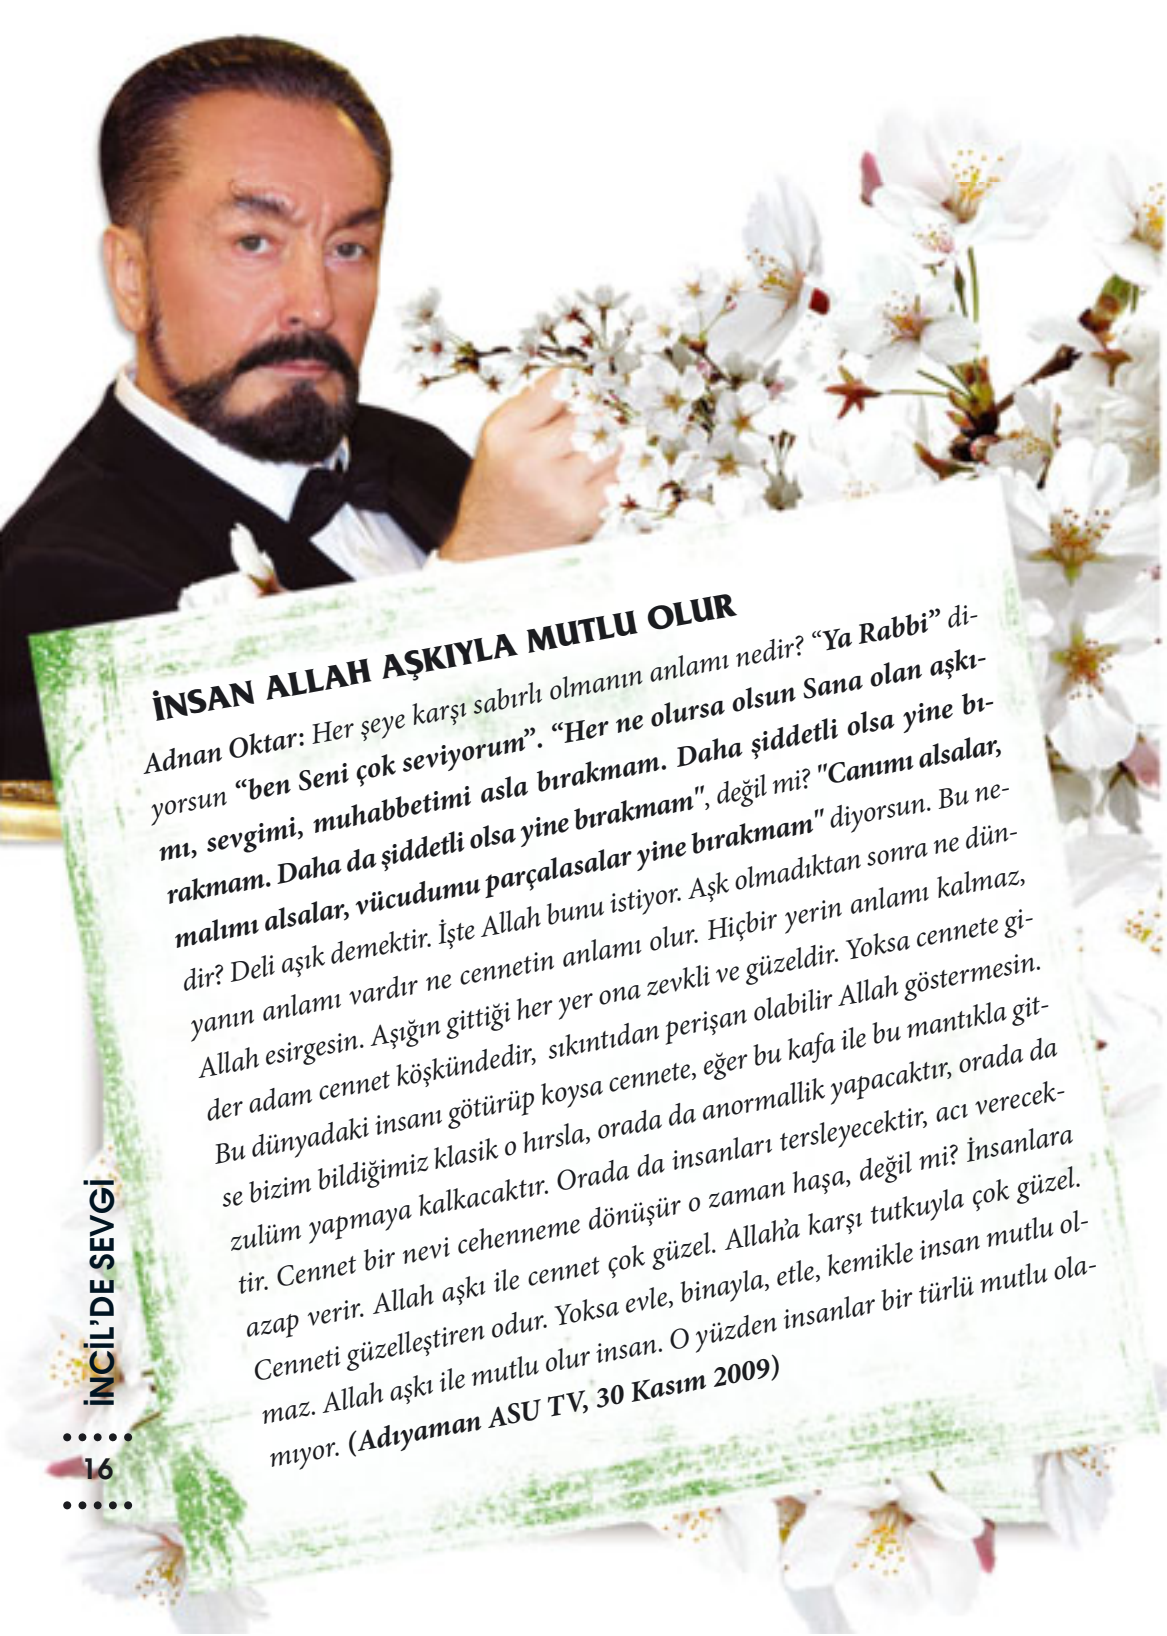 İNSAN ALLAH AŞKIYLA MUTLU OLUR
Adnan Oktar: Her şeye karşı sabırlı olmanın anlamı nedir? “Ya Rabbi” di-
yorsun “ben Seni çok seviyorum”. “Her ne olursa olsun Sana olan aşkı-
mı, sevgimi, muhabbetimi asla bırakmam. Daha şiddetli olsa yine bı-
rakmam. Daha da şiddetli olsa yine bırakmam", değil mi? "Canımı alsalar,
malımı alsalar, vücudumu parçalasalar yine bırakmam" diyorsun. Bu ne-
dir? Deli aşık demektir. İşte Allah bunu istiyor. Aşk olmadıktan sonra ne dün-
yanın anlamı vardır ne cennetin anlamı olur. Hiçbir yerin anlamı kalmaz,
Allah esirgesin. Aşığın gittiği her yer ona zevkli ve güzeldir. Yoksa cennete gi-
der adam cennet köşkündedir, sıkıntıdan perişan olabilir Allah göstermesin.
Bu dünyadaki insanı götürüp koysa cennete, eğer bu kafa ile bu mantıkla git-
se bizim bildiğimiz klasik o hırsla, orada da anormallik yapacaktır, orada da
zulüm yapmaya kalkacaktır. Orada da insanları tersleyecektir, acı verecek-
tir. Cennet bir nevi cehenneme dönüşür o zaman haşa, değil mi? İnsanlara
azap verir. Allah aşkı ile cennet çok güzel. Allah’a karşı tutkuyla çok güzel.
Cenneti güzelleştiren odur. Yoksa evle, binayla, etle, kemikle insan mutlu ol-
maz. Allah aşkı ile mutlu olur insan. O yüzden insanlar bir türlü mutlu ola-
mıyor. (Adıyaman ASU TV, 30 Kasım 2009)
İNCİL’DE SEVGİ
16